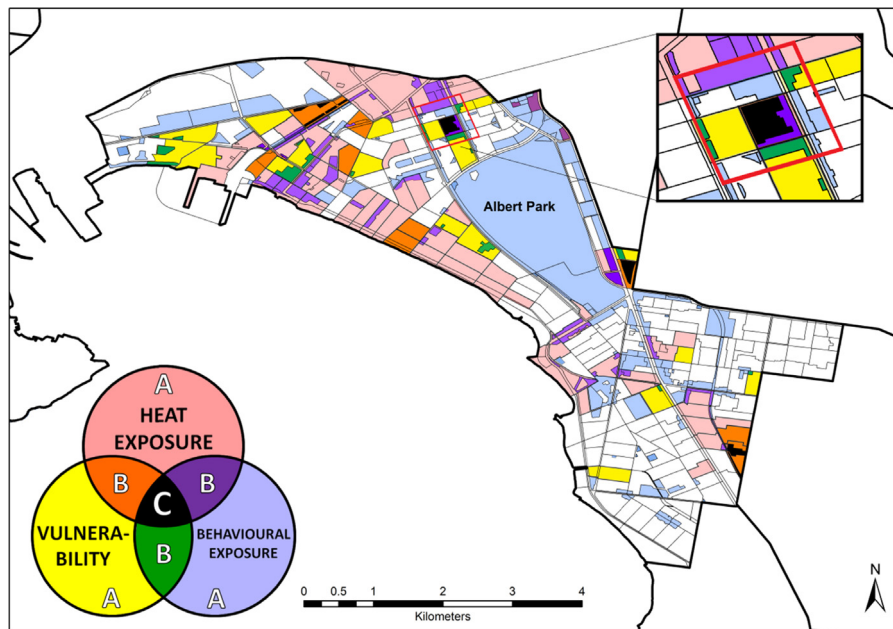 Albert Park
A
HEAT
EXPOSURE
B
B
C
VULNERA-
BILITY
BEHAVIOURAL
EXPOSURE
B
A
A
0 0.5 1 2 3 4
Kilometers
N